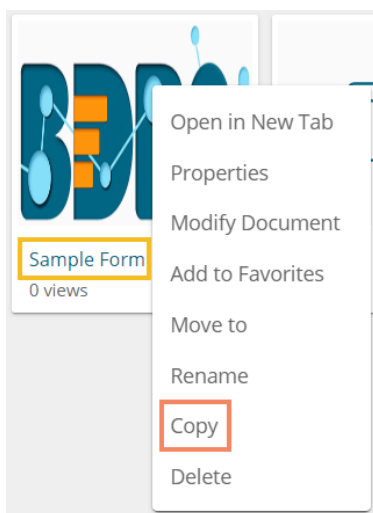 BDB
Sample Form
0 views
Open in New Tab
Properties
Modify Document
Add to Favorites
Move to
Rename
Copy
Delete